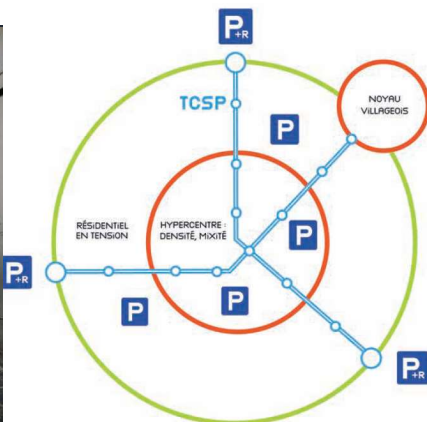 P
+R
TCSP
P
NOYAU
VILLAGEOIS
RÉSIDENTIEL
EN TENSION
HYPERCENTRE :
DENSITÉ, MIXITÉ
P
P
+R
P
P
P
+R